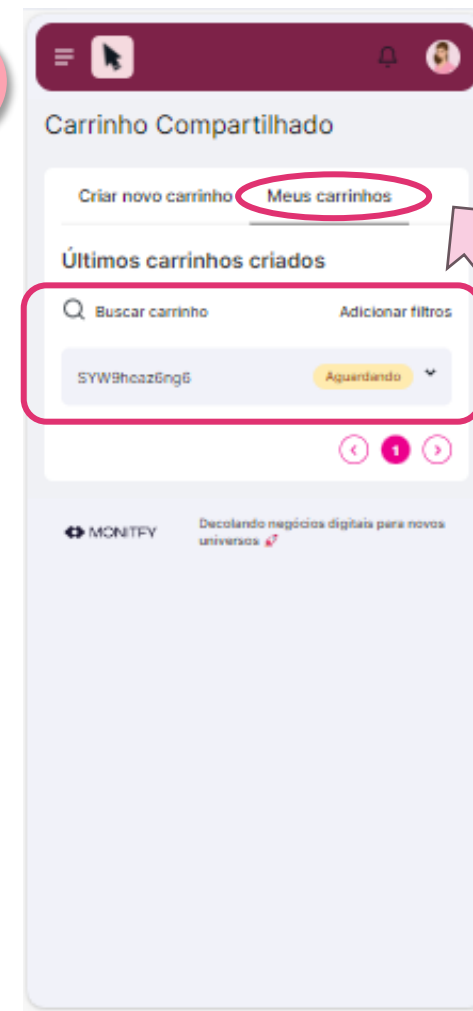 Carrinho Compartilhado
Criar novo carrinho Meus carrinhos
Últimos carrinhos criados
Buscar carrinho Adicionar filtros
Aguardando
1
MONITFY
Decolando negócios digitais para novos
universos